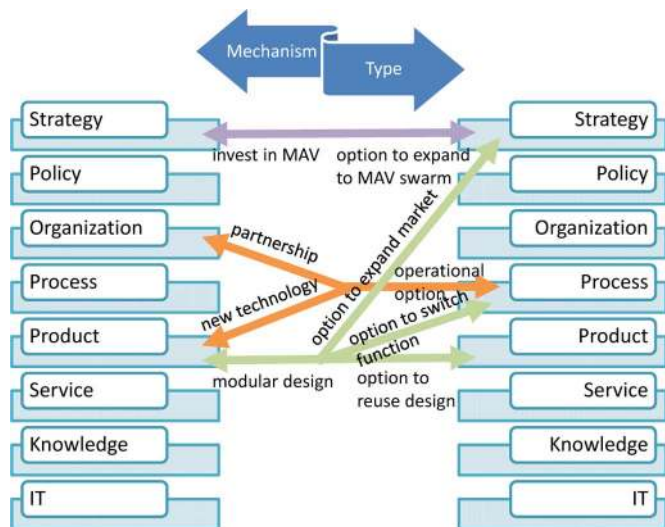 Mechanism
Type
Strategy
Strategy
invest in MAV
option to expand
to MAV swarm
Policy
Policy
Organization
Organization
partnership
option to expand market
Process
Process
operational
option
new technology
option to switch
function
Product
Product
modular design
option to
reuse design
Service
Service
Knowledge
Knowledge
IT
IT